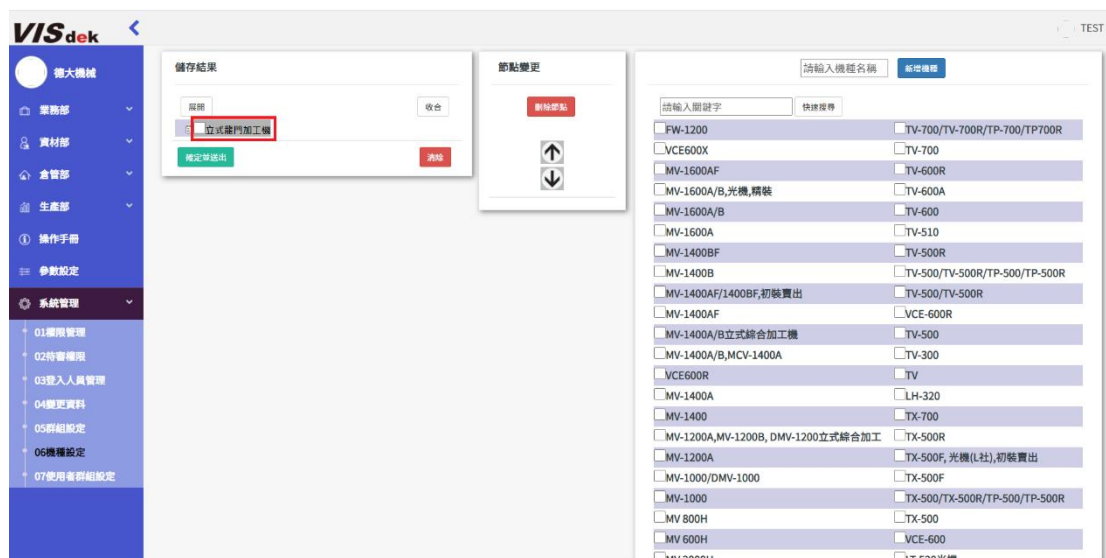 VISdek
TEST
德大機械
業務部
資材部
倉管部
生產部
操作手冊
參數設定
系統管理
01權限管理
02待審權限
03登入人員管理
04變更資料
05群組設定
06機種設定
07使用者群組設定
儲存結果
展開
收合
立式龍門加工機
確定並送出
清除
節點變更
刪除節點
請輸入機種名稱
新增機種
請輸入關鍵字
快速搜尋
FW-1200
TV-700/TV-700R/TP-700/TP700R
VCE600X
TV-700
MV-1600AF
TV-600R
MV-1600A/B,光機,精裝
TV-600A
MV-1600A/B
TV-600
MV-1600A
TV-510
MV-1400BF
TV-500R
MV-1400B
TV-500/TV-500R/TP-500/TP-500R
MV-1400AF/1400BF,初裝賣出
TV-500/TV-500R
MV-1400AF
VCE-600R
MV-1400A/B立式綜合加工機
TV-500
MV-1400A/B,MCV-1400A
TV-300
VCE600R
TV
MV-1400A
LH-320
MV-1400
TX-700
MV-1200A,MV-1200B, DMV-1200立式綜合加工
TX-500R
MV-1200A
TX-500F, 光機(L社),初裝賣出
MV-1000/DMV-1000
TX-500F
MV-1000
TX-500/TX-500R/TP-500/TP-500R
MV 800H
TX-500
MV 600H
VCE-600